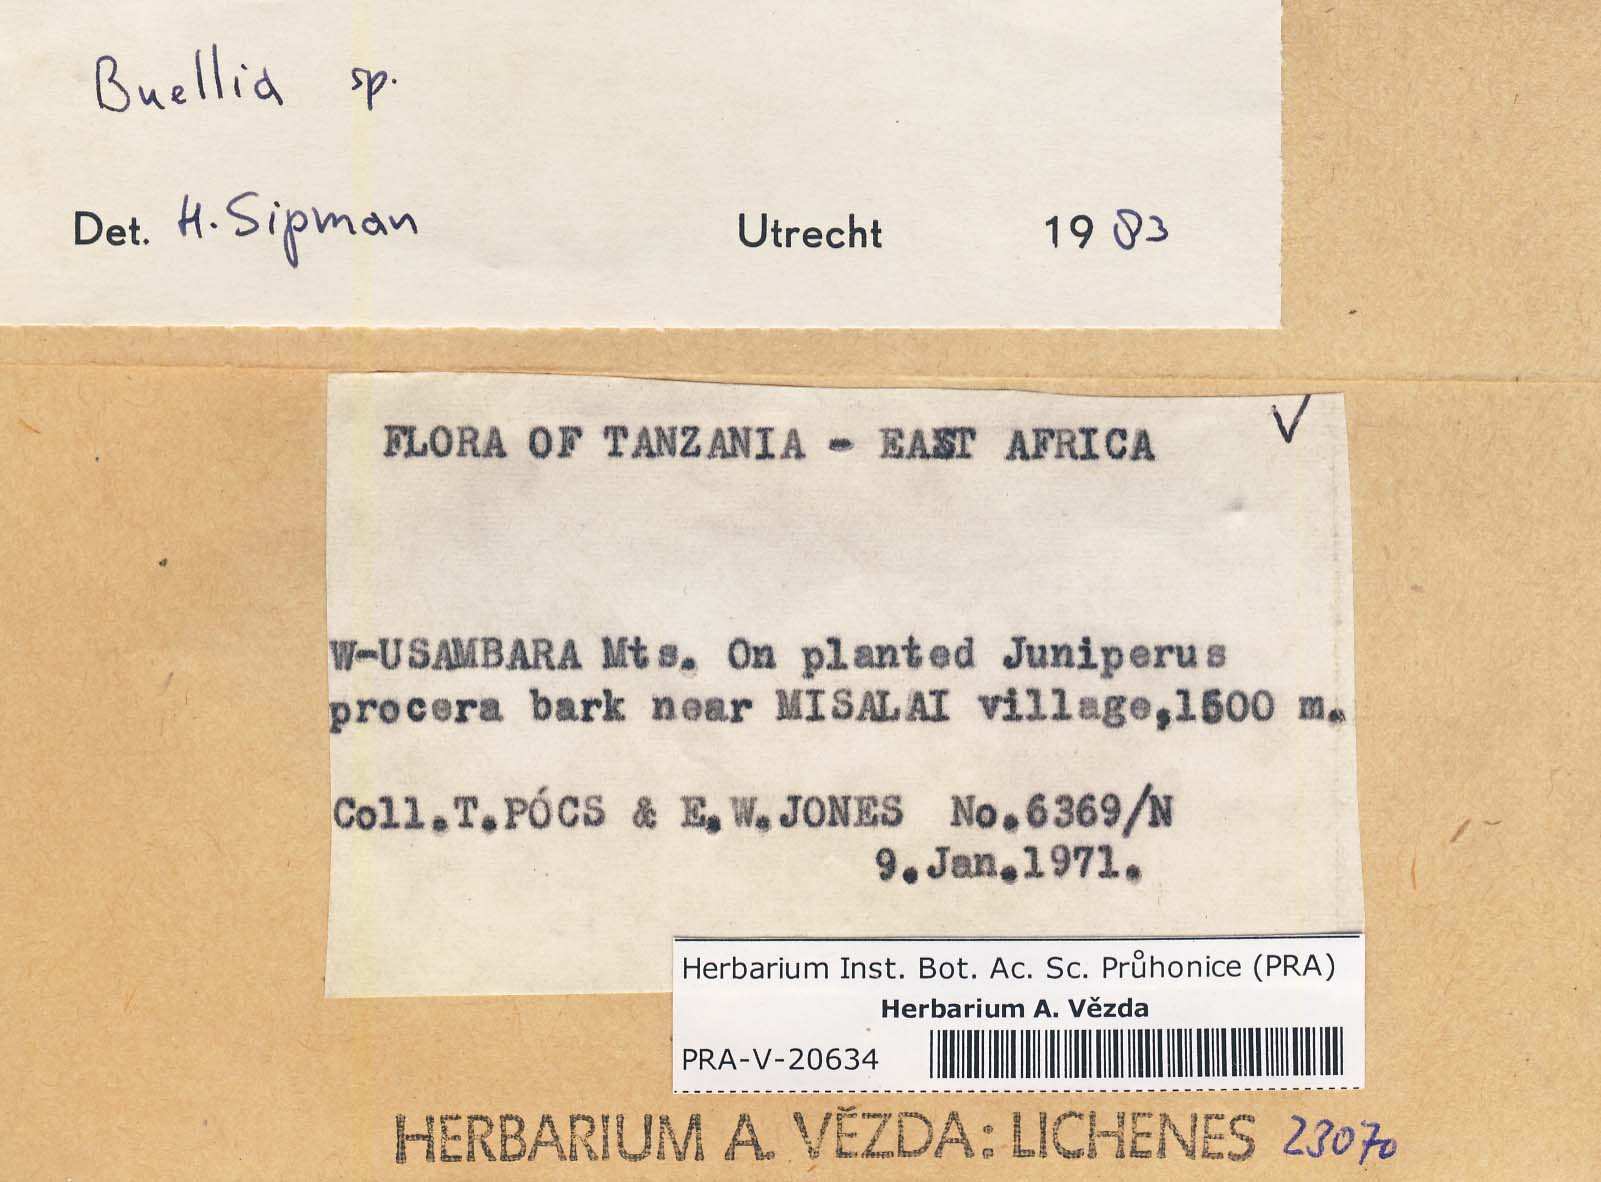 Buellia sp.
Det. H. Sipman Utrecht 1983
FLORA OF TANZANIA - EAST AFRICA
W-USAMBARA Mts. On planted Juniperus
procera bark near MISALAI village,1500 m.
Coll.T.PÓCS & E.W.JONES No.6369/N
9.Jan.1971.
Herbarium Inst. Bot. Ac. Sc. Průhonice (PRA)
Herbarium A. Vězda
PRA-V-20634
HERBARIUM A. VĚZDA: LICHENES 23070